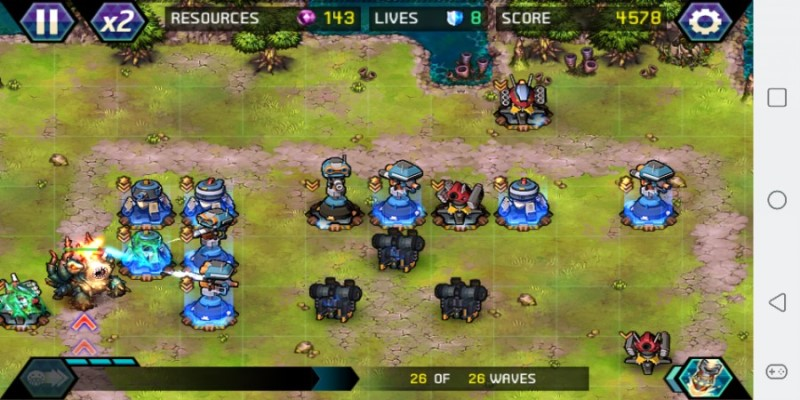 x2 RESOURCES 143 LIVES 8 SCORE 4578
26 OF 26 WAVES